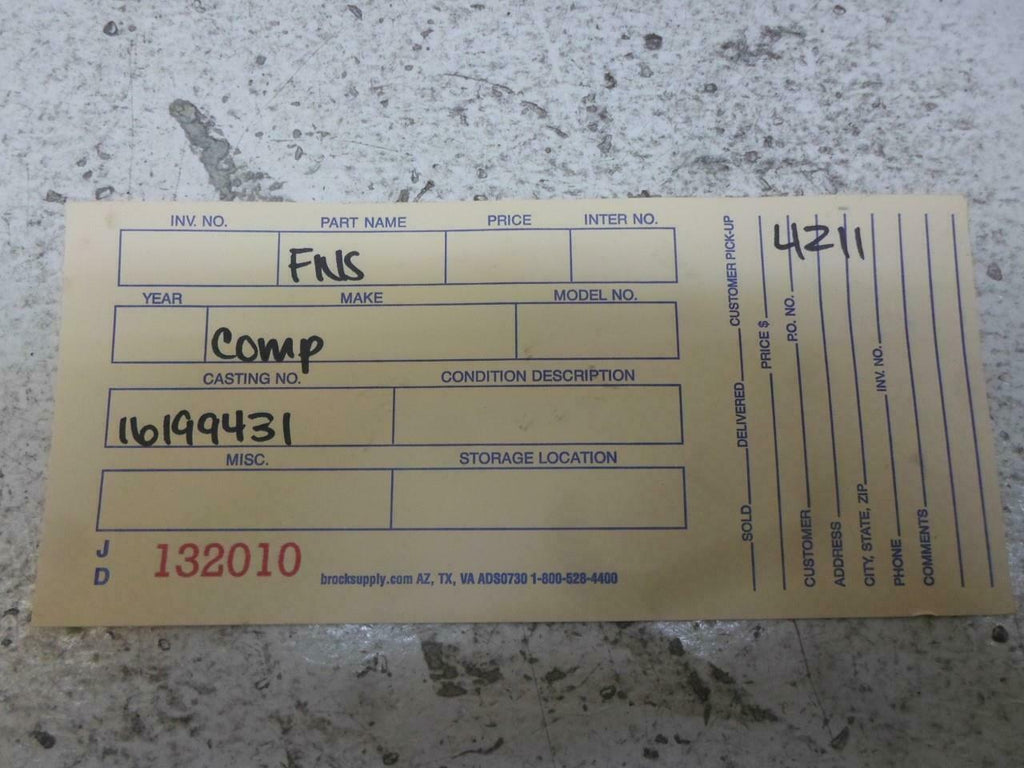 INV. NO. PART NAME PRICE INTER NO.
FNS
YEAR MAKE MODEL NO.
Comp
CASTING NO. CONDITION DESCRIPTION
16199431
MISC. STORAGE LOCATION
J
D
132010
brocksupply.com AZ, TX, VA ADS0730 1-800-528-4400
4211
SOLD DELIVERED CUSTOMER PICK-UP
PRICE $
CUSTOMER P.O. NO.
ADDRESS
CITY, STATE, ZIP INV. NO.
PHONE
COMMENTS